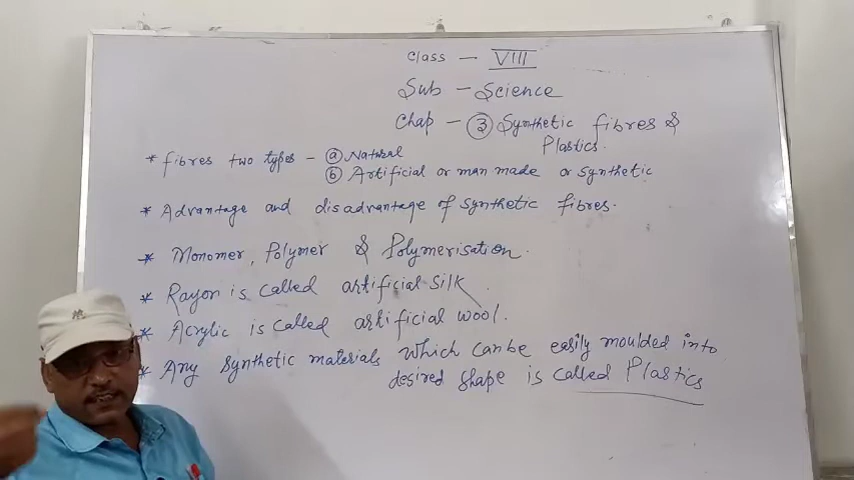 Class - VIII
Sub - Science
Chap - ③ Synthetic fibres &
Plastics.
* fibres two types - ⓐ Natural
ⓑ Artificial or man made or synthetic
* Advantage and disadvantage of synthetic fibres.
* Monomer, Polymer & Polymerisation.
* Rayon is called artificial silk
* Acrylic is called artificial wool.
* Any synthetic materials which can be easily moulded into
desired shape is called Plastics